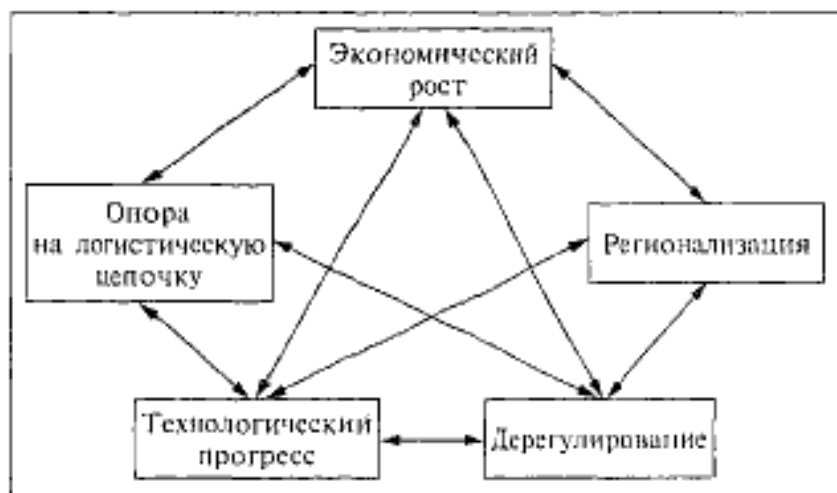 Экономический
рост
Опора
на логистическую
цепочку
Регионализация
Технологический
прогресс
Дерегулирование